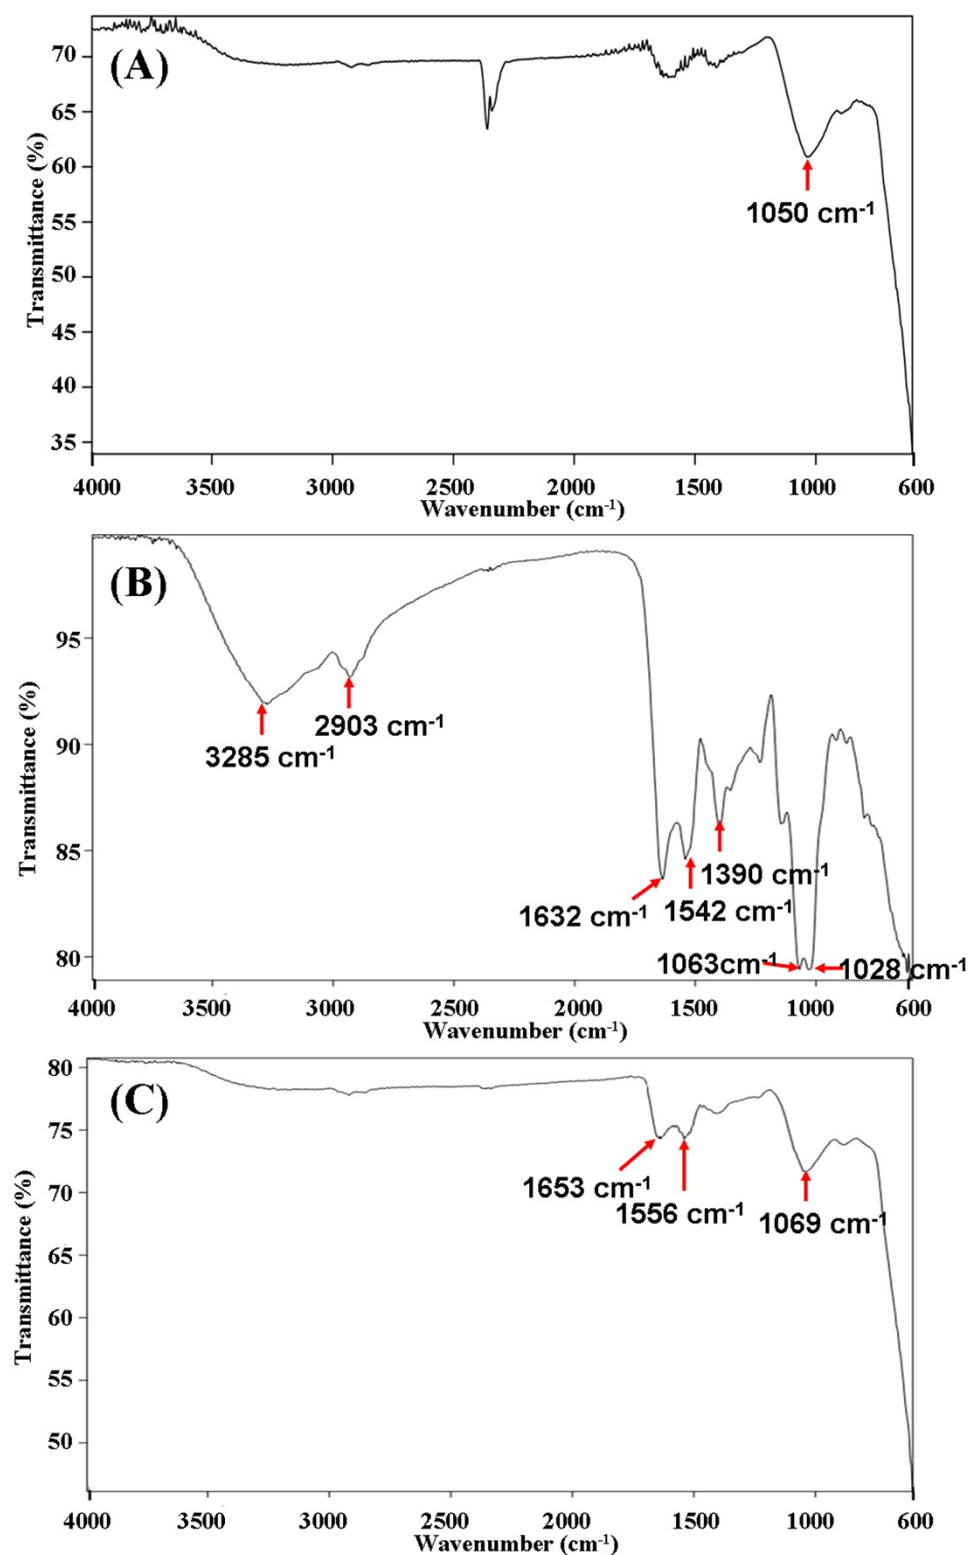 (A)
Transmittance (%)
70
65
60
55
50
45
40
35
1050 cm-1
4000 3500 3000 2500 2000 1500 1000 600
Wavenumber (cm-1)
(B)
Transmittance (%)
95
90
85
80
3285 cm-1
2903 cm-1
1632 cm-1
1542 cm-1
1390 cm-1
1063cm-1
1028 cm-1
4000 3500 3000 2500 2000 1500 1000 600
Wavenumber (cm-1)
(C)
Transmittance (%)
80
75
70
65
60
55
50
1653 cm-1
1556 cm-1
1069 cm-1
4000 3500 3000 2500 2000 1500 1000 600
Wavenumber (cm-1)